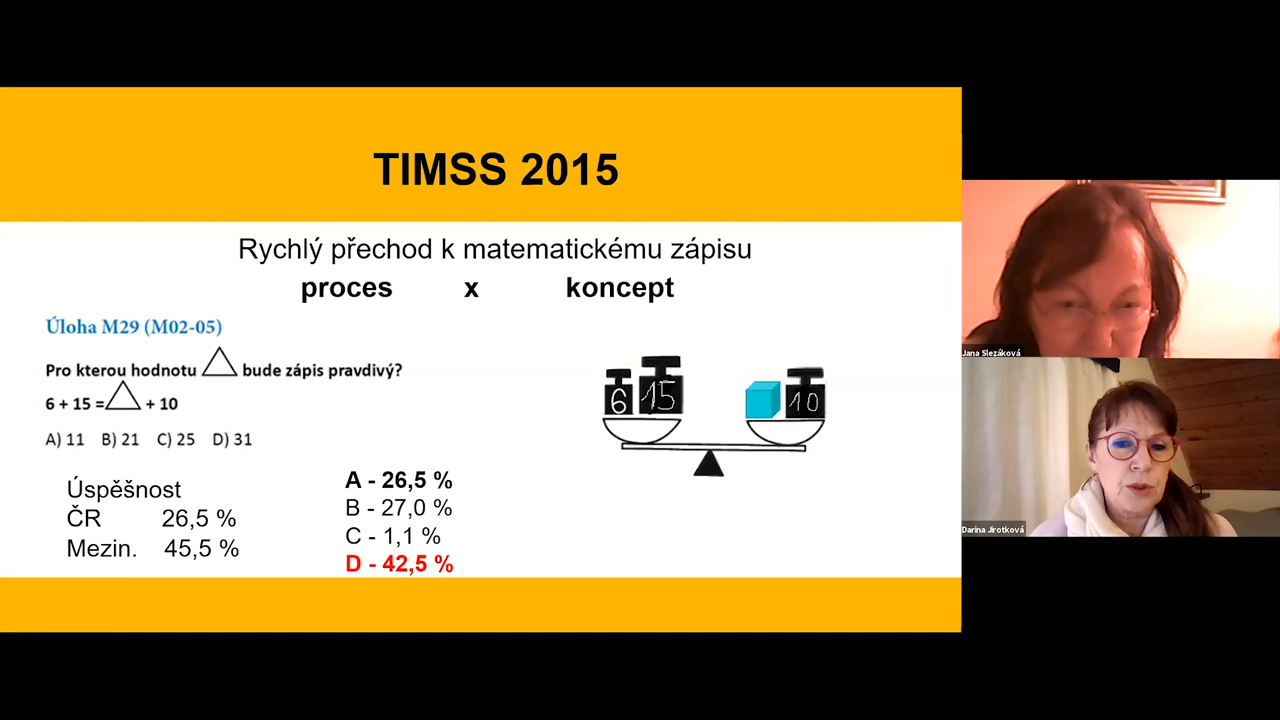 TIMSS 2015
Rychlý přechod k matematickému zápisu
proces x koncept
Úloha M29 (M02-05)
Pro kterou hodnotu bude zápis pravdivý?
6 + 15 = + 10
A) 11 B) 21 C) 25 D) 31
Úspěšnost
ČR 26,5 %
Mezin. 45,5 %
A - 26,5 %
B - 27,0 %
C - 1,1 %
D - 42,5 %
6 15 10
Jana Slezáková
Darina Jirotková